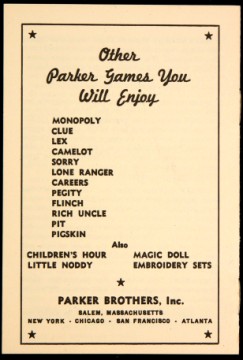 Other
Parker Games You
Will Enjoy
MONOPOLY
CLUE
LEX
CAMELOT
SORRY
LONE RANGER
CAREERS
PEGITY
FLINCH
RICH UNCLE
PIT
PIGSKIN
Also
CHILDREN'S HOUR MAGIC DOLL
LITTLE NODDY EMBROIDERY SETS
PARKER BROTHERS, Inc.
SALEM, MASSACHUSETTS
NEW YORK - CHICAGO - SAN FRANCISCO - ATLANTA